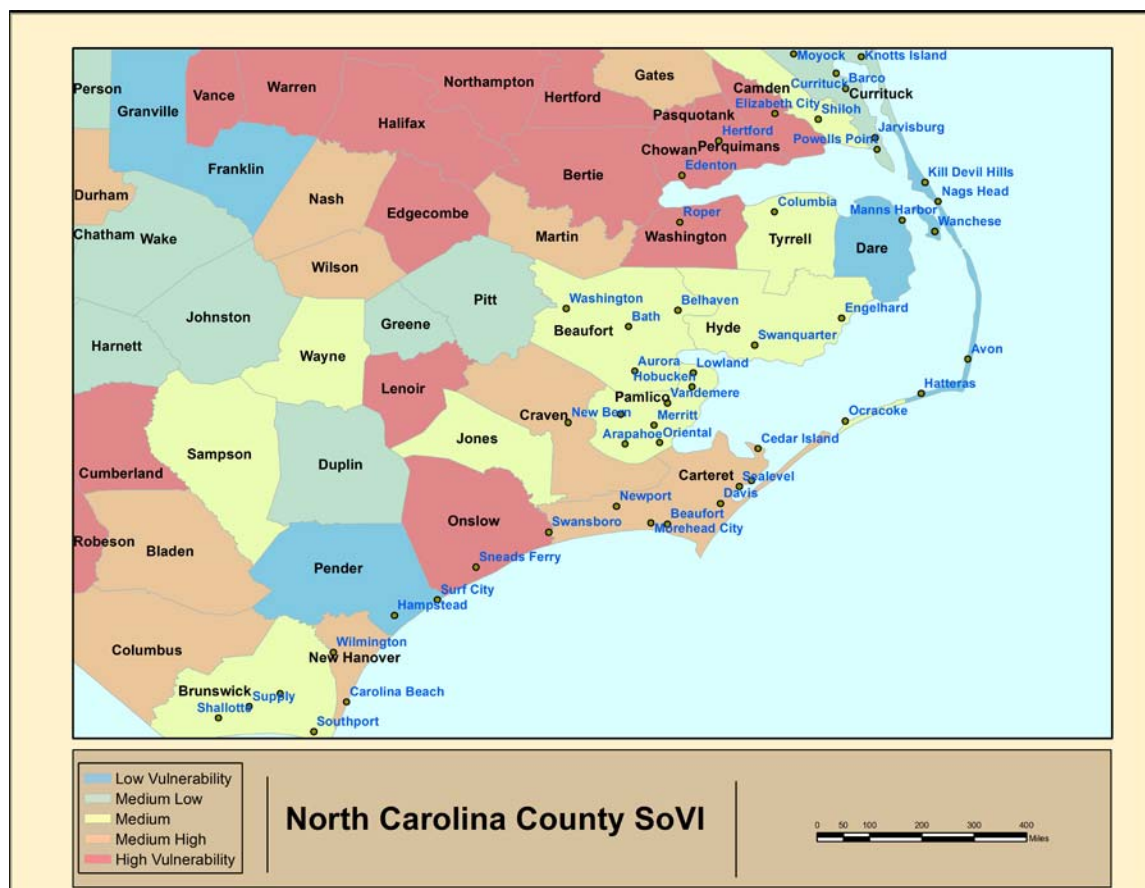 Moyock
Knotts Island
Person
Granville
Vance
Warren
Northampton
Hertford
Gates
Camden
Currituck
Barco
Currituck
Halifax
Pasquotank
Elizabeth City
Shiloh
Franklin
Hertford
Chowan
Perquimans
Powells Point
Jarvisburg
Durham
Nash
Edgecombe
Bertie
Edenton
Kill Devil Hills
Nags Head
Chatham
Wake
Martin
Roper
Washington
Columbia
Tyrrell
Manns Harbor
Wanchese
Dare
Wilson
Johnston
Pitt
Greene
Washington
Beaufort
Bath
Belhaven
Hyde
Engelhard
Swanquarter
Harnett
Wayne
Lenoir
Aurora
Hobucken
Lowland
Avon
Pamlico
Vandemere
Hatteras
Craven
New Bern
Merritt
Ocracoke
Sampson
Duplin
Jones
Arapahoe
Oriental
Cedar Island
Cumberland
Carteret
Sealevel
Davis
Onslow
Newport
Beaufort
Swansboro
Morehead City
Robeson
Bladen
Pender
Sneads Ferry
Surf City
Hampstead
Columbus
Wilmington
New Hanover
Brunswick
Supply
Shallotte
Carolina Beach
Southport
Low Vulnerability
Medium Low
Medium
Medium High
High Vulnerability
North Carolina County SoVI
0 50 100 200 300 400
Miles